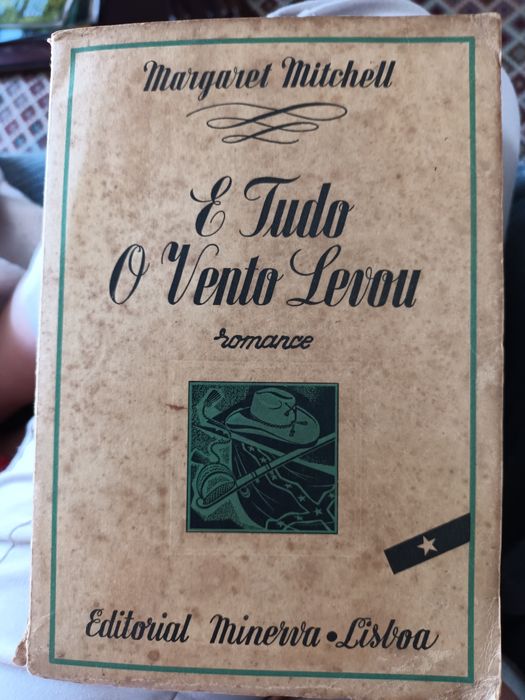 Margaret Mitchell
E Tudo
O Vento Levou
romance
Editorial Minerva • Lisboa